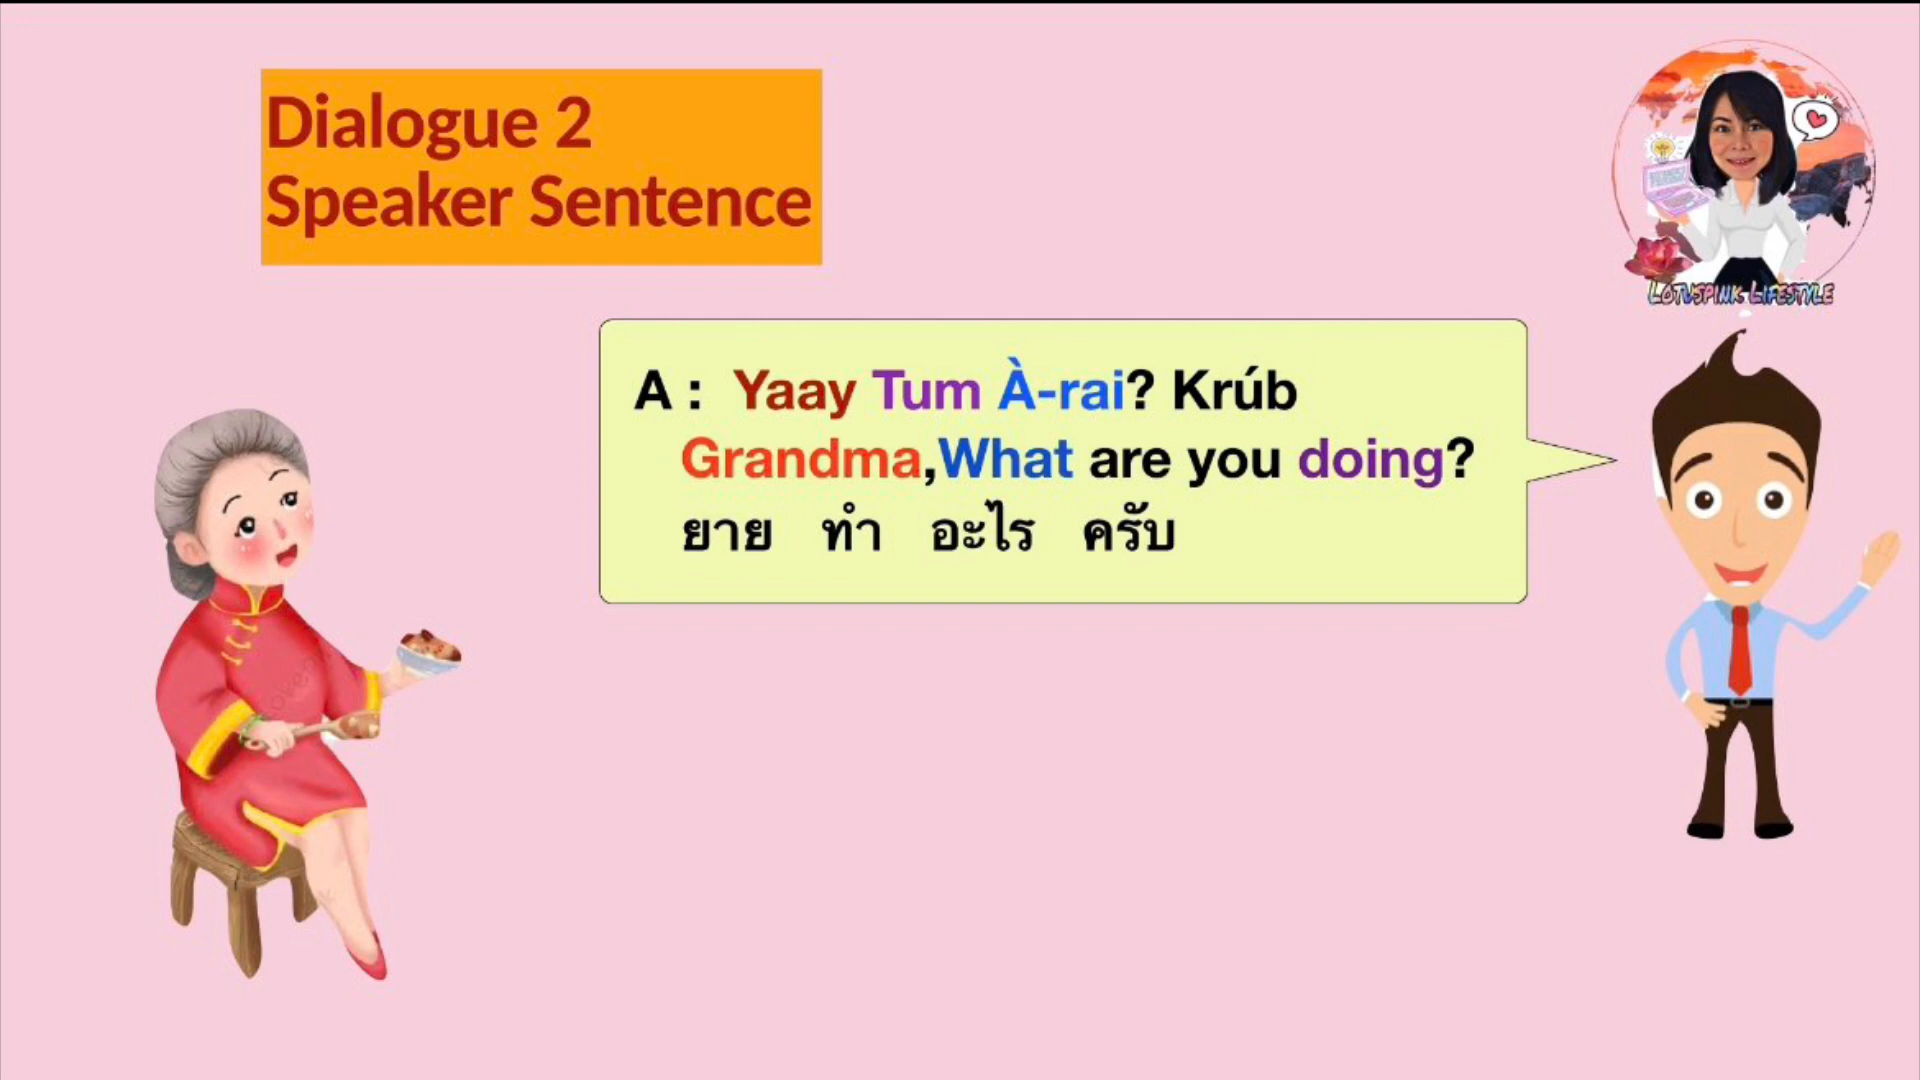 Dialogue 2
Speaker Sentence
LOTUSPINK LIFESTYLE
A : Yaay Tum À-rai? Krúb
Grandma,What are you doing?
ยาย ทำ อะไร ครับ